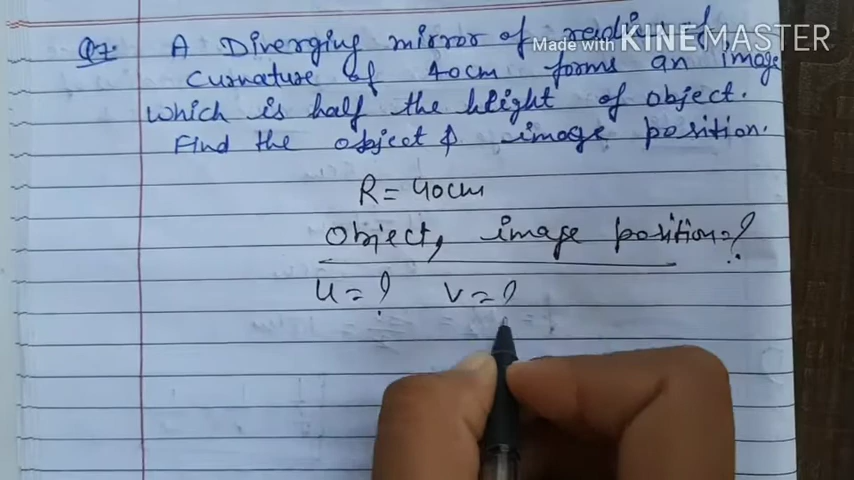 Q7. A Diverging mirror of radius of
Made with KINEMASTER
curvature of 40cm forms an image
which is half the height of object.
Find the object & image position.
R = 40cm
Object, image position = ?
u = ? v = ?